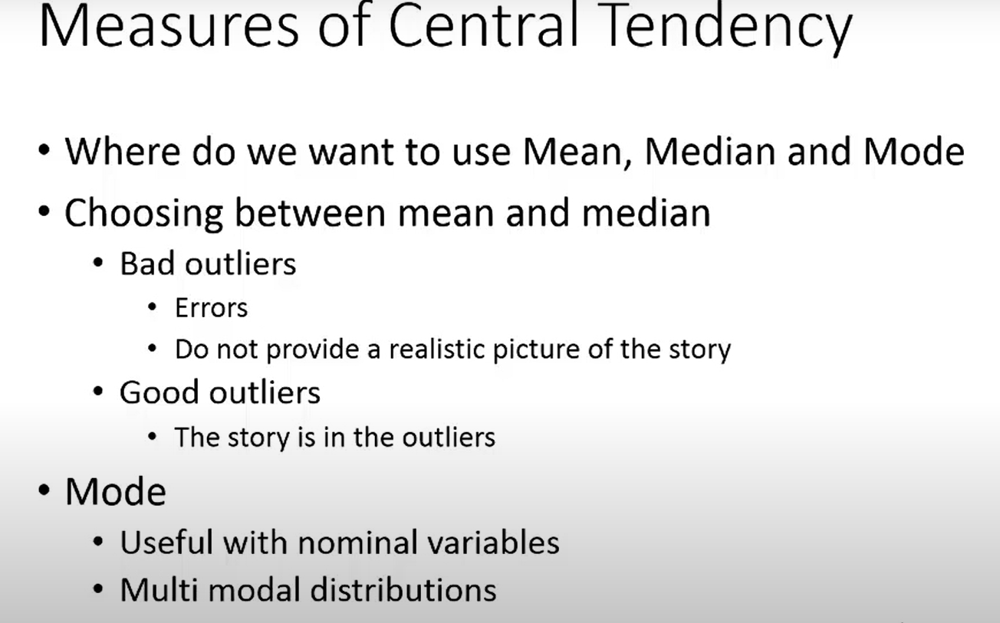 Measures of Central Tendency
• Where do we want to use Mean, Median and Mode
• Choosing between mean and median
• Bad outliers
• Errors
• Do not provide a realistic picture of the story
• Good outliers
• The story is in the outliers
• Mode
• Useful with nominal variables
• Multi modal distributions